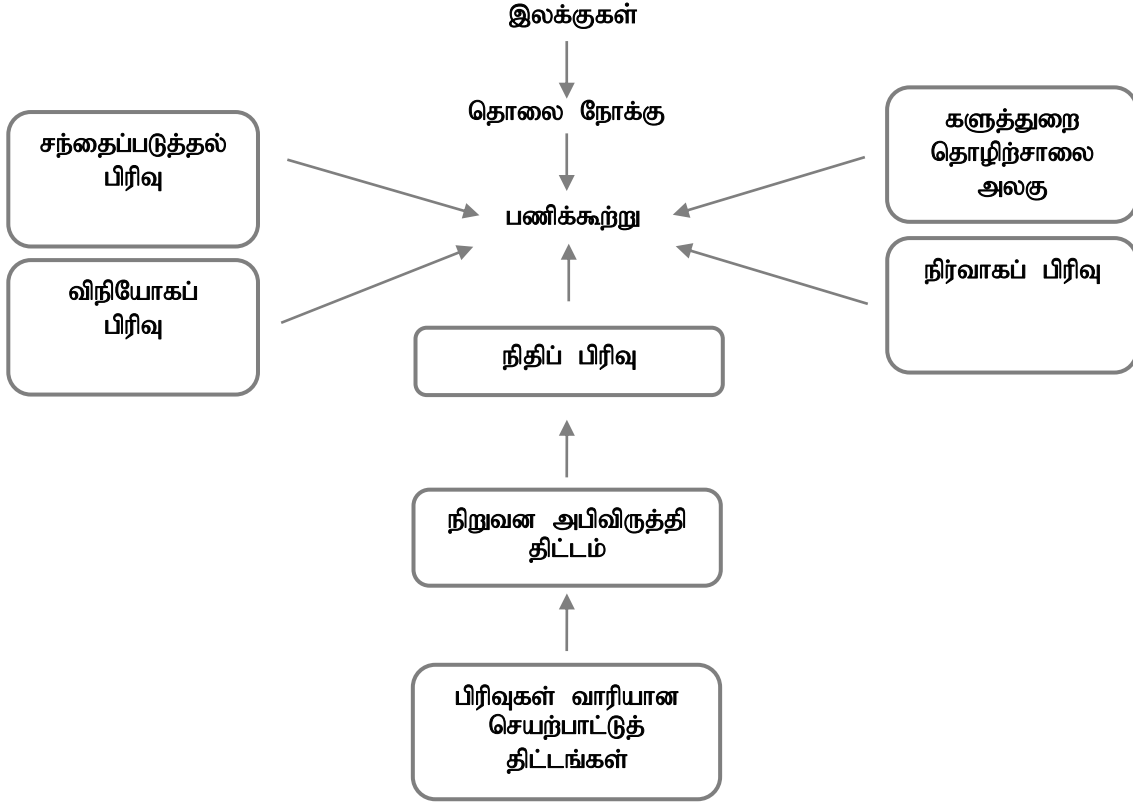 இலக்குகள்
தொலை நோக்கு
சந்தைப்படுத்தல்
பிரிவு
களுத்துறை
தொழிற்சாலை
அலகு
பணிக்கூற்று
விநியோகப்
பிரிவு
நிர்வாகப் பிரிவு
நிதிப் பிரிவு
நிறுவன அபிவிருத்தி
திட்டம்
பிரிவுகள் வாரியான
செயற்பாட்டுத்
திட்டங்கள்